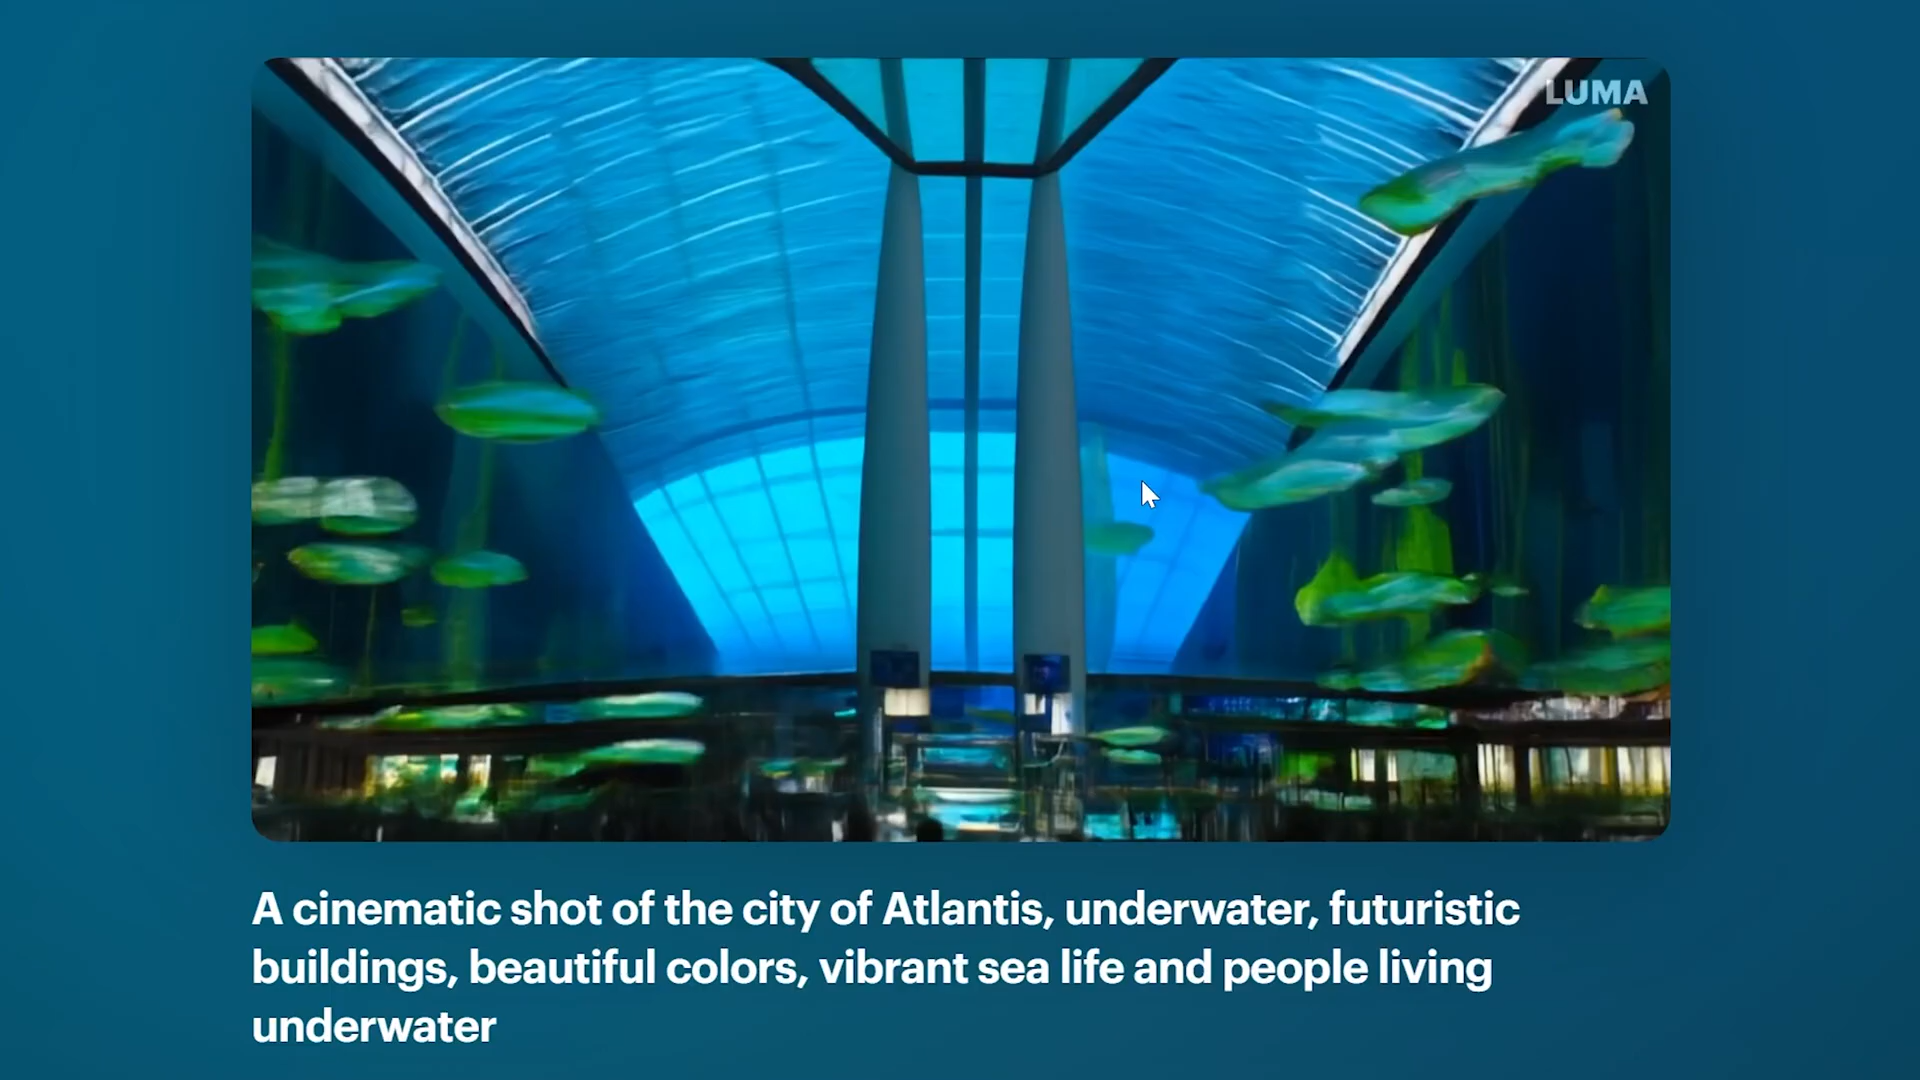 LUMA
A cinematic shot of the city of Atlantis, underwater, futuristic
buildings, beautiful colors, vibrant sea life and people living
underwater